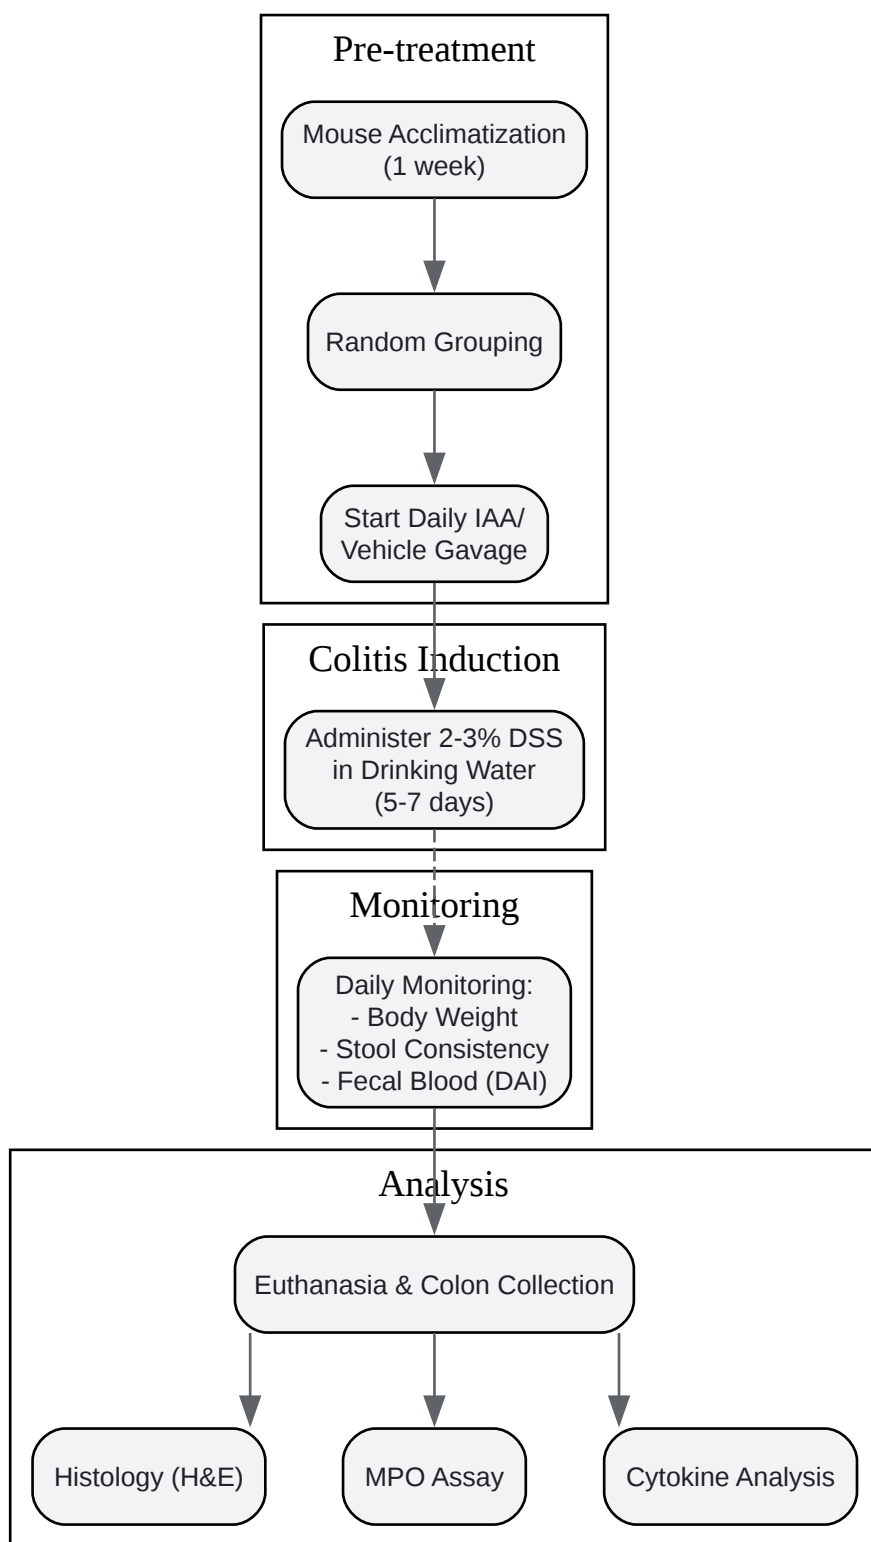 Pre-treatment
Mouse Acclimatization
(1 week)
Random Grouping
Start Daily IAA/
Vehicle Gavage
Colitis Induction
Administer 2-3% DSS
in Drinking Water
(5-7 days)
Monitoring
Daily Monitoring:
- Body Weight
- Stool Consistency
- Fecal Blood (DAI)
Analysis
Euthanasia & Colon Collection
Histology (H&E)
MPO Assay
Cytokine Analysis